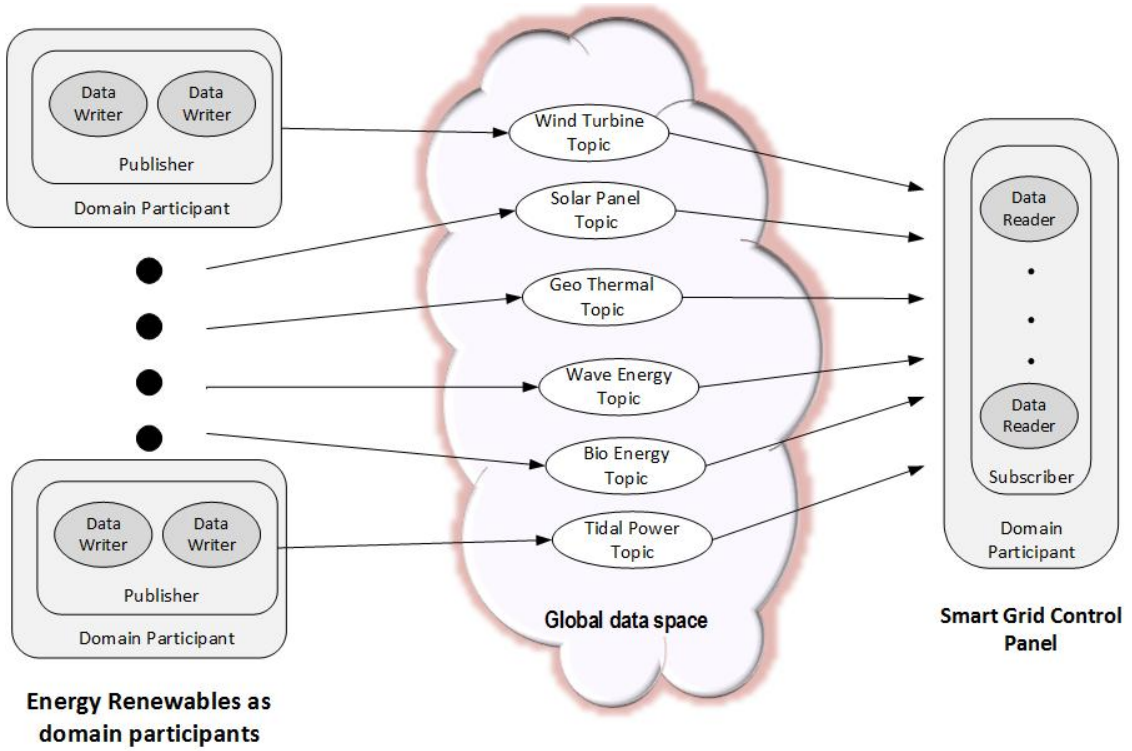 Data
Writer
Data
Writer
Publisher
Domain Participant
Data
Writer
Data
Writer
Publisher
Domain Participant
Energy Renewables as
domain participants
Wind Turbine
Topic
Solar Panel
Topic
Geo Thermal
Topic
Wave Energy
Topic
Bio Energy
Topic
Tidal Power
Topic
Global data space
Data
Reader
Data
Reader
Subscriber
Domain
Participant
Smart Grid Control
Panel